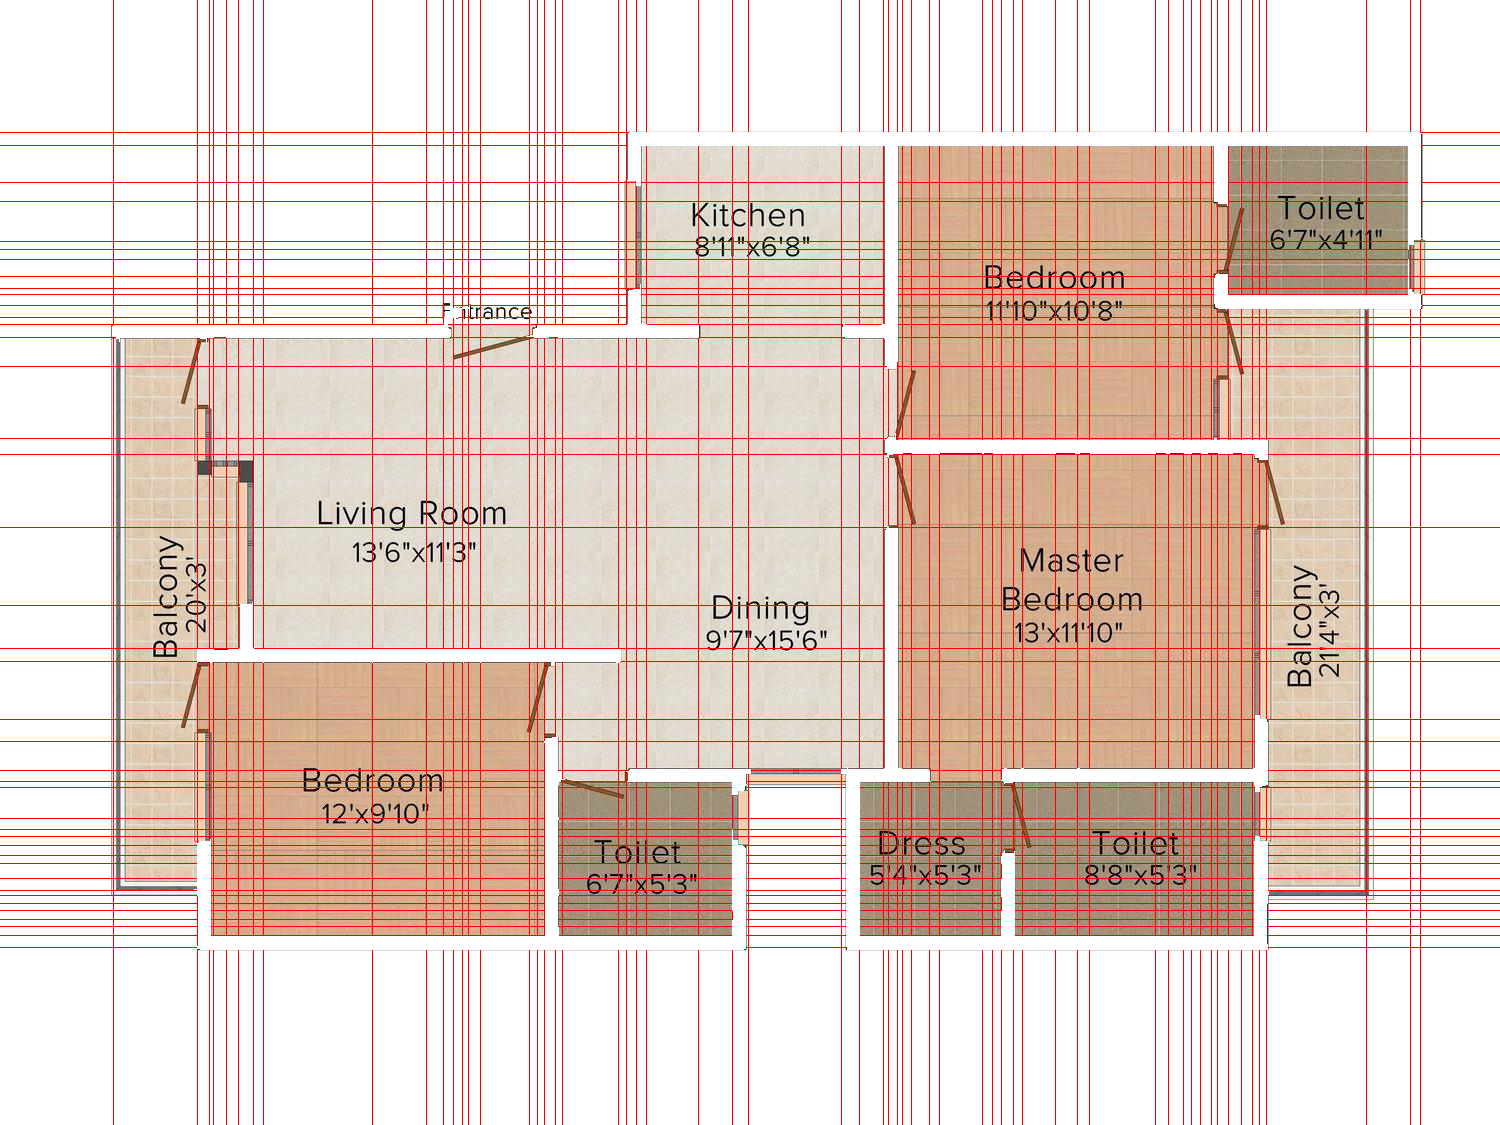 Kitchen
8'11"x6'8"
Toilet
6'7"x4'11"
Bedroom
11'10"x10'8"
Entrance
Living Room
13'6"x11'3"
Balcony
20'x3'
Dining
9'7"x15'6"
Master
Bedroom
13'x11'10"
Balcony
21'4"x3'
Bedroom
12'x9'10"
Toilet
6'7"x5'3"
Dress
5'4"x5'3"
Toilet
8'8"x5'3"